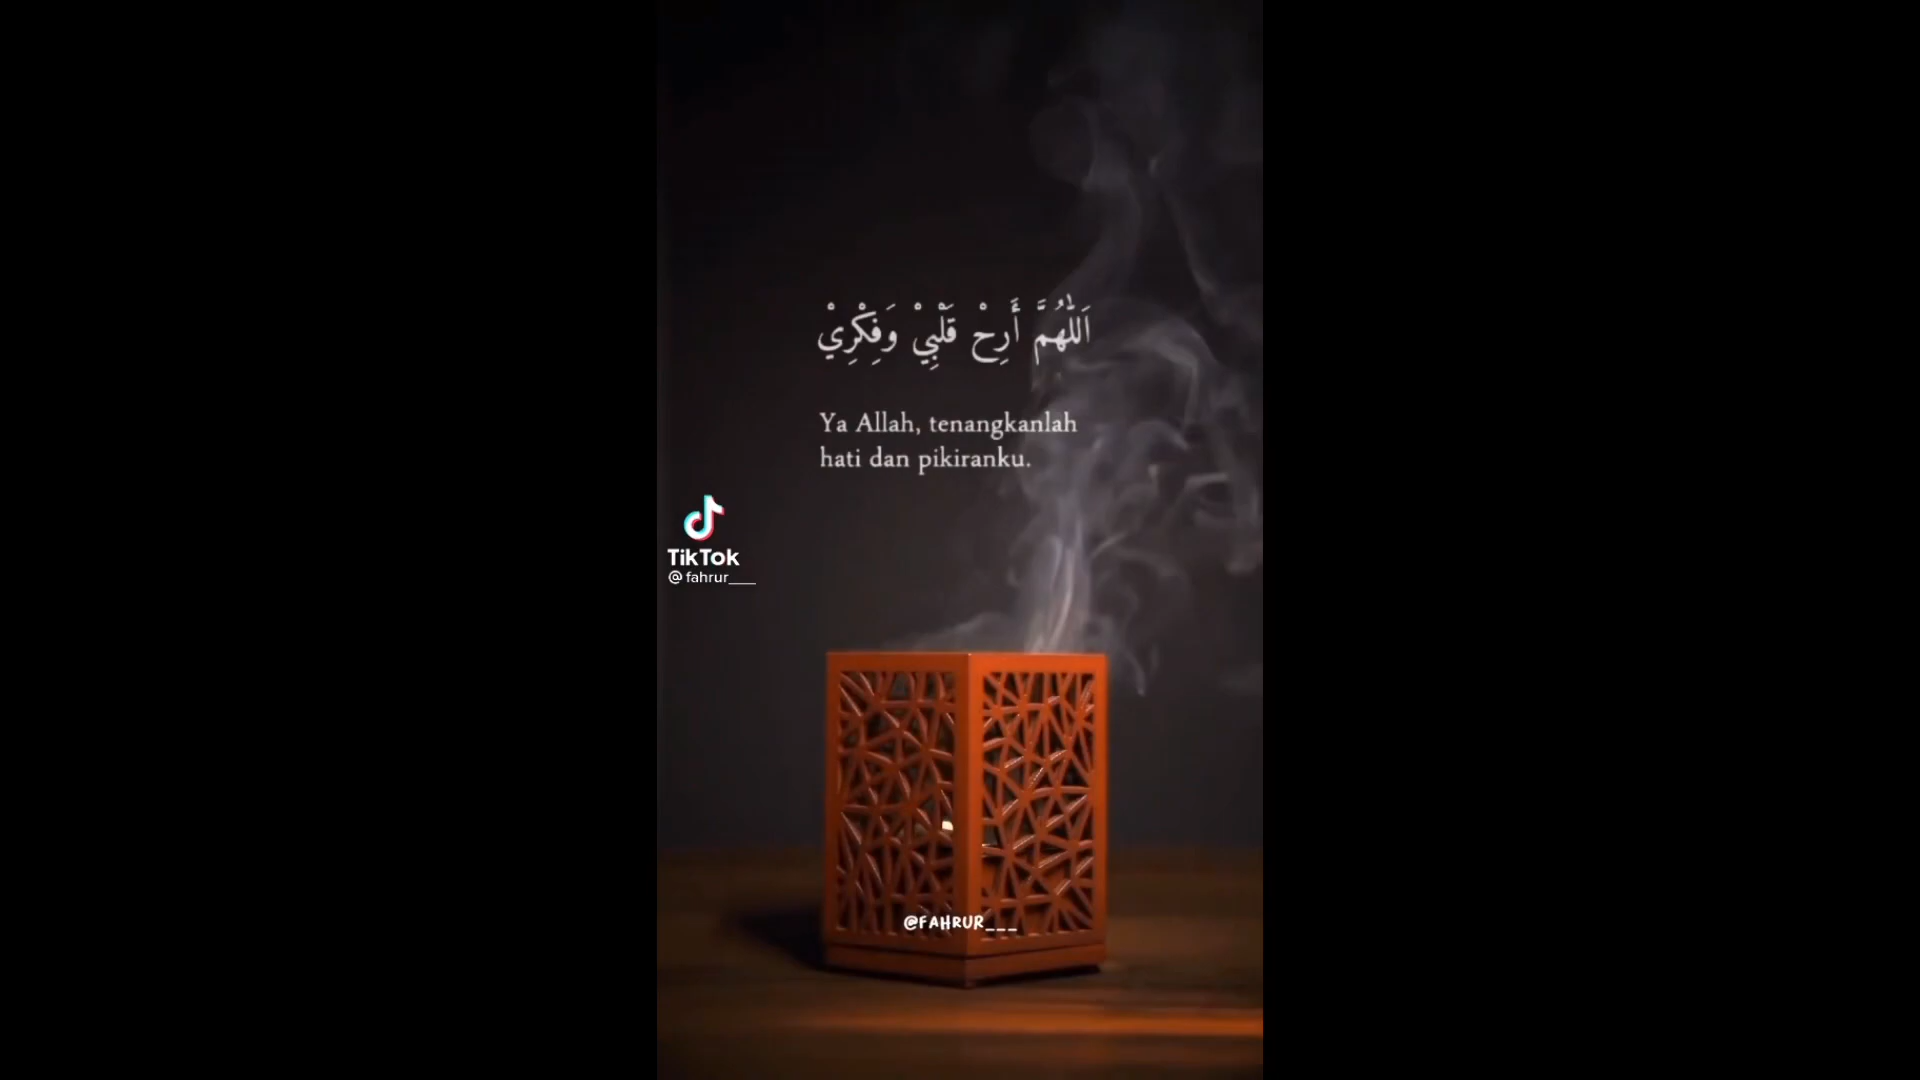 اَللّٰهُمَّ أَرِحْ قَلْبِيْ وَفِكْرِيْ
Ya Allah, tenangkanlah
hati dan pikiranku.
TikTok
@fahrur___
@FAHRUR___